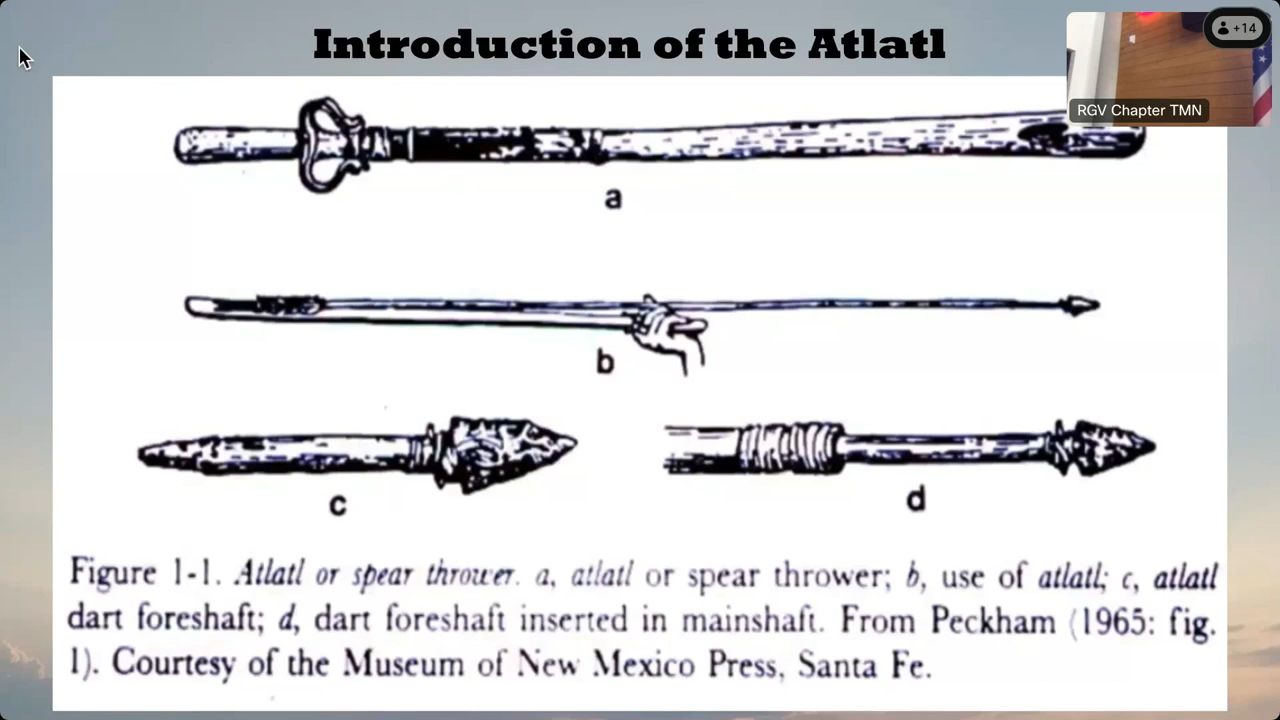 Introduction of the Atlatl
+14
RGV Chapter TMN
a
b
c
d
Figure 1-1. Atlatl or spear thrower. a, atlatl or spear thrower; b, use of atlatl; c, atlatl
dart foreshaft; d, dart foreshaft inserted in mainshaft. From Peckham (1965: fig.
1). Courtesy of the Museum of New Mexico Press, Santa Fe.